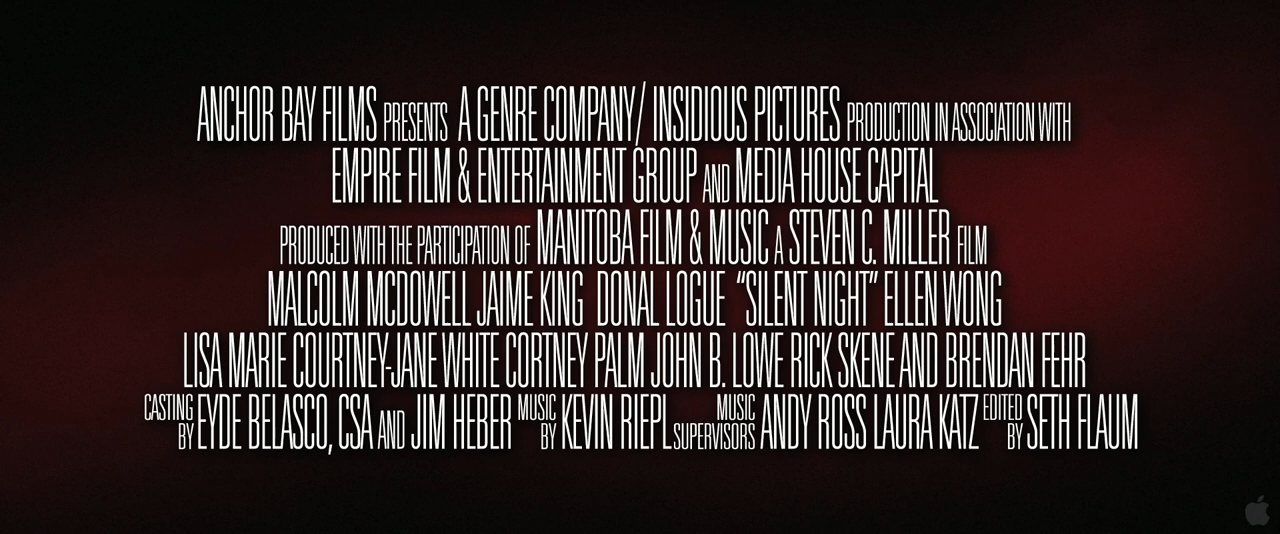 ANCHOR BAY FILMS PRESENTS A GENRE COMPANY/ INSIDIOUS PICTURES PRODUCTION IN ASSOCIATION WITH
EMPIRE FILM & ENTERTAINMENT GROUP AND MEDIA HOUSE CAPITAL
PRODUCED WITH THE PARTICIPATION OF MANITOBA FILM & MUSIC A STEVEN C. MILLER FILM
MALCOLM MCDOWELL JAIME KING DONAL LOGUE “SILENT NIGHT” ELLEN WONG
LISA MARIE COURTNEY-JANE WHITE CORTNEY PALM JOHN B. LOWE RICK SKENE AND BRENDAN FEHR
CASTING BY EYDE BELASCO, CSA AND JIM HEBER MUSIC BY KEVIN RIEPL MUSIC SUPERVISORS ANDY ROSS LAURA KATZ EDITED BY SETH FLAUM